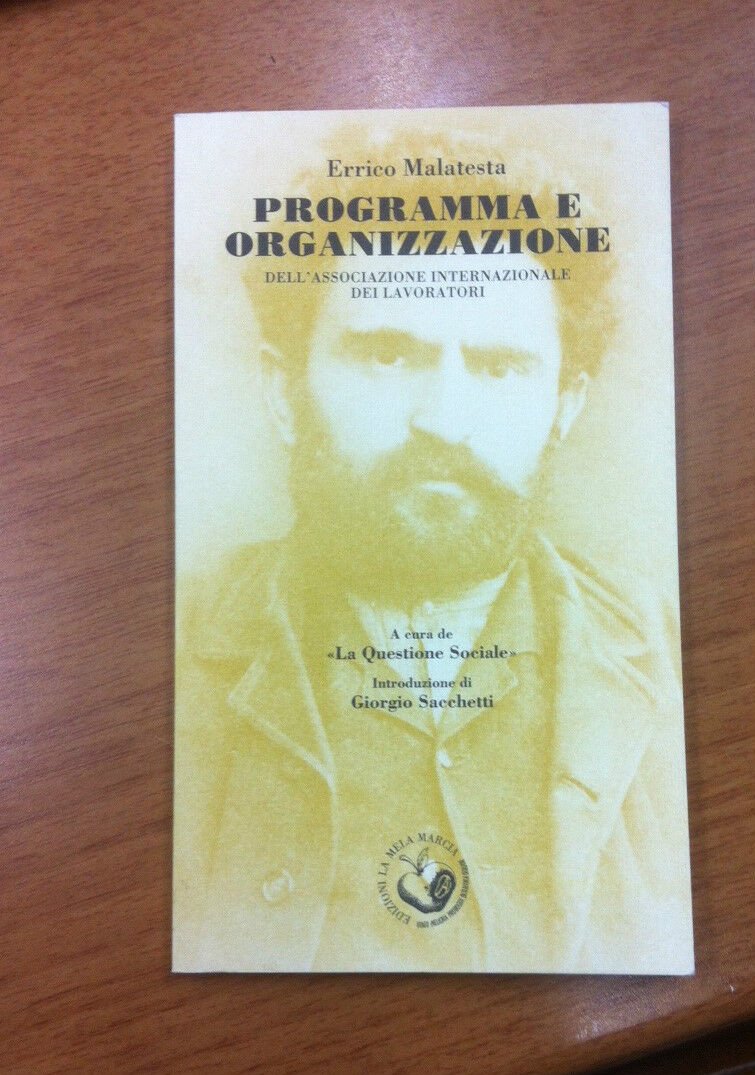 Errico Malatesta
PROGRAMMA E
ORGANIZZAZIONE
DELL'ASSOCIAZIONE INTERNAZIONALE
DEI LAVORATORI
A cura de
«La Questione Sociale»
Introduzione di
Giorgio Sacchetti
EDIZIONI LA MELA MARCIA